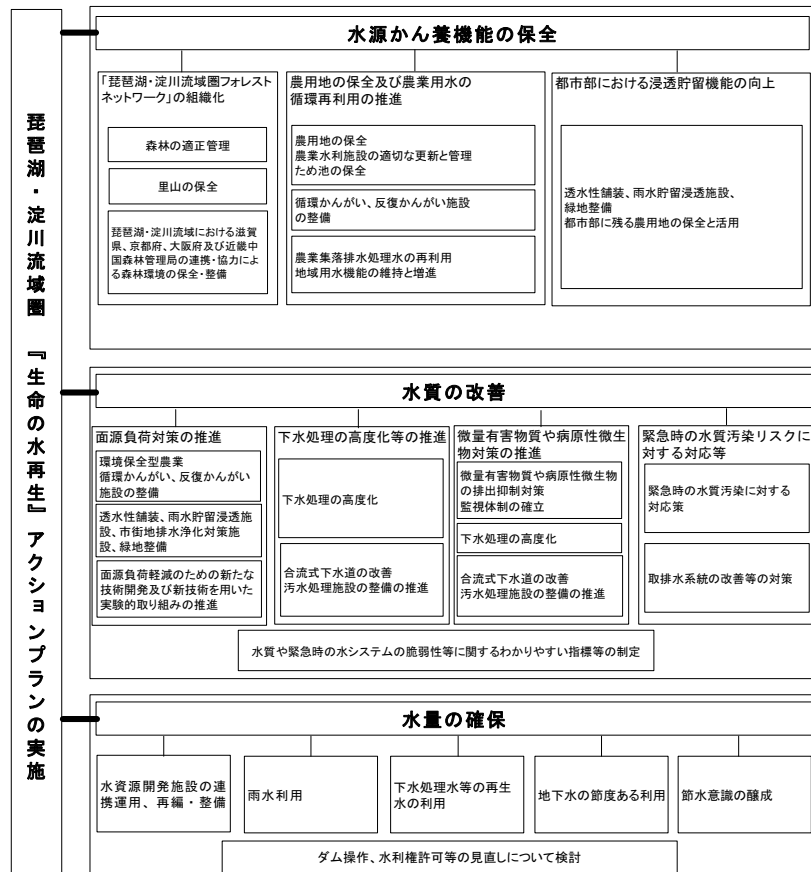 琵琶湖・淀川流域圏 『生命の水再生』 アクションプランの実施
水源かん養機能の保全
「琵琶湖・淀川流域圏フォレスト
ネットワーク」の組織化
森林の適正管理
里山の保全
琵琶湖・淀川流域における滋賀
県、京都府、大阪府及び近畿中
国森林管理局の連携・協力によ
る森林環境の保全・整備
農用地の保全及び農業用水の
循環再利用の推進
農用地の保全
農業水利施設の適切な更新と管理
ため池の保全
循環かんがい、反復かんがい施設
の整備
農業集落排水処理水の再利用
地域用水機能の維持と増進
都市部における浸透貯留機能の向上
透水性舗装、雨水貯留浸透施設、
緑地整備
都市部に残る農用地の保全と活用
水質の改善
面源負荷対策の推進
環境保全型農業
循環かんがい、反復かんがい
施設の整備
透水性舗装、雨水貯留浸透施
設、市街地排水浄化対策施
設、緑地整備
面源負荷軽減のための新たな
技術開発及び新技術を用いた
実験的取り組みの推進
下水処理の高度化等の推進
下水処理の高度化
合流式下水道の改善
汚水処理施設の整備の推進
微量有害物質や病原性微生
物対策の推進
微量有害物質や病原性微生物
の排出抑制対策
監視体制の確立
下水処理の高度化
合流式下水道の改善
汚水処理施設の整備の推進
緊急時の水質汚染リスクに
対する対応等
緊急時の水質汚染に対する
対応策
取排水系統の改善等の対策
水質や緊急時の水システムの脆弱性等に関するわかりやすい指標等の制定
水量の確保
水資源開発施設の連
携運用、再編・整備
雨水利用
下水処理水等の再生
水の利用
地下水の節度ある利用
節水意識の醸成
ダム操作、水利権許可等の見直しについて検討